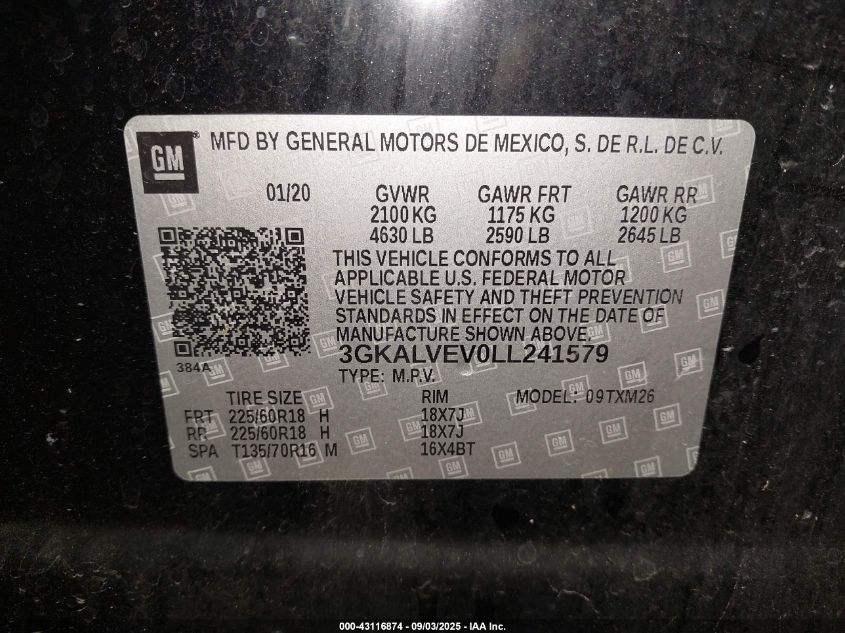 GM ® MFD BY GENERAL MOTORS DE MEXICO, S. DE R.L. DE C.V.
01/20 GVWR GAWR FRT GAWR RR
2100 KG 1175 KG 1200 KG
4630 LB 2590 LB 2645 LB
THIS VEHICLE CONFORMS TO ALL
APPLICABLE U.S. FEDERAL MOTOR
VEHICLE SAFETY AND THEFT PREVENTION
STANDARDS IN EFFECT ON THE DATE OF
MANUFACTURE SHOWN ABOVE.
3GKALVEV0LL241579
384A
TYPE: M.P.V.
TIRE SIZE RIM MODEL: 09TXM26
FRT 225/60R18 H 18X7J
RR 225/60R18 H 18X7J
SPA T135/70R16 M 16X4BT
000-43116874 - 09/03/2025 - IAA Inc.